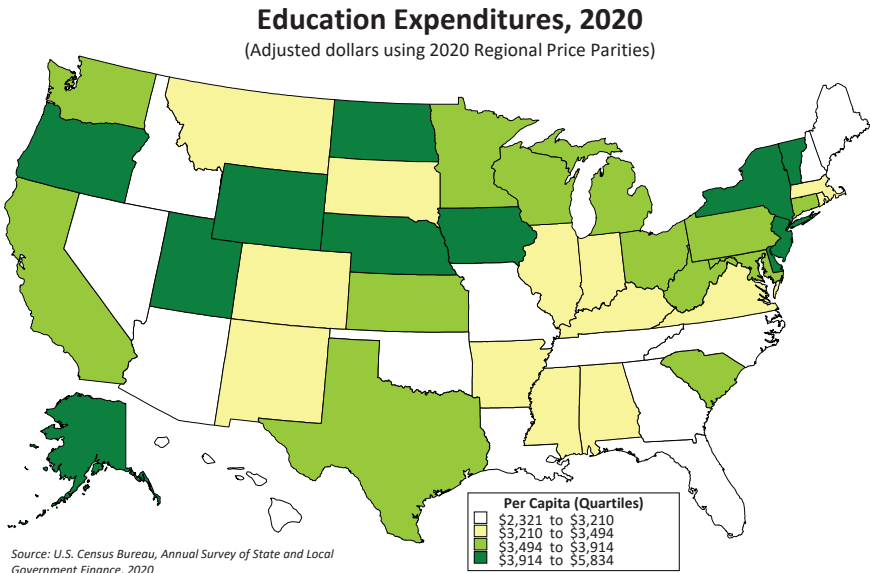 Education Expenditures, 2020
(Adjusted dollars using 2020 Regional Price Parities)
Per Capita (Quartiles)
$2,321 to $3,210
$3,210 to $3,494
$3,494 to $3,914
$3,914 to $5,834
Source: U.S. Census Bureau, Annual Survey of State and Local
Government Finance, 2020